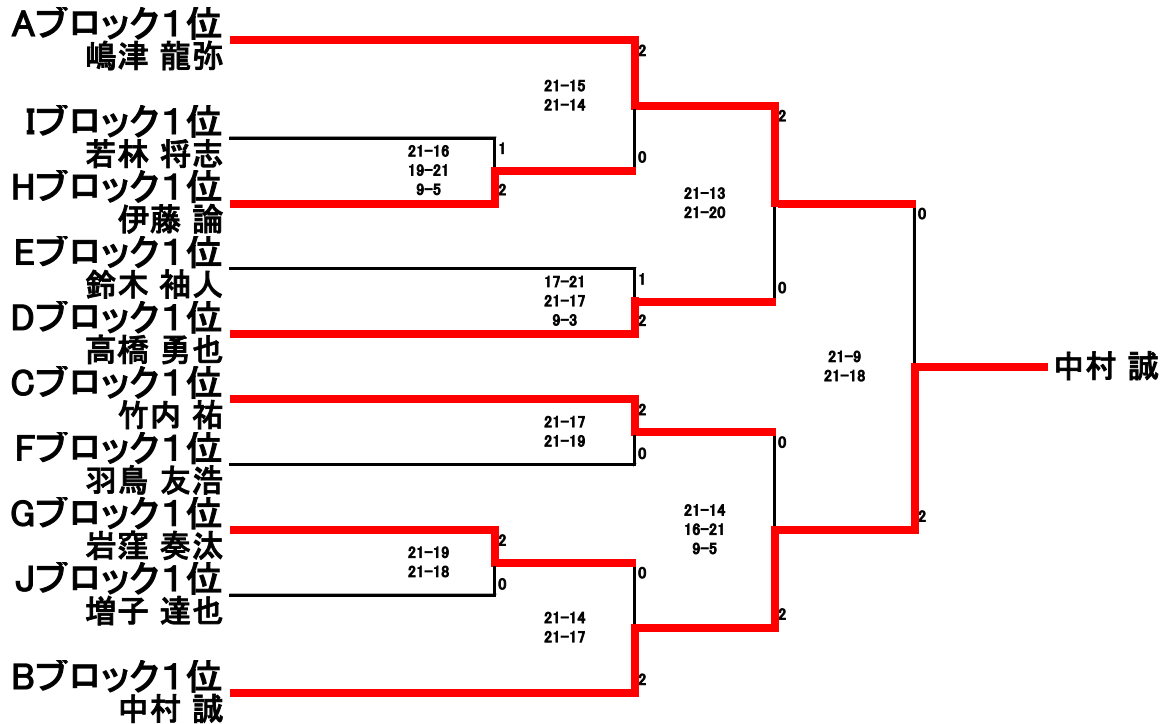 Aブロック1位
嶋津 龍弥
2
21-15
21-14
Iブロック1位
若林 将志
1
0
2
21-16
19-21
9-5
Hブロック1位
伊藤 論
2
21-13
21-20
0
Eブロック1位
鈴木 袖人
1
17-21
21-17
9-3
0
Dブロック1位
高橋 勇也
2
21-9
21-18
中村 誠
Cブロック1位
竹内 祐
2
21-17
21-19
0
Fブロック1位
羽鳥 友浩
0
Gブロック1位
岩窪 奏汰
2
21-14
16-21
9-5
2
21-19
21-18
Jブロック1位
増子 達也
0
0
21-14
21-17
2
Bブロック1位
中村 誠
2